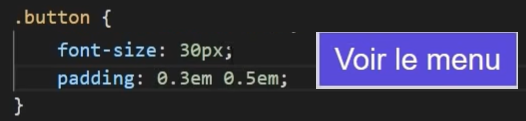 .button {
font-size: 30px;
padding: 0.3em 0.5em;
Voir le menu
}